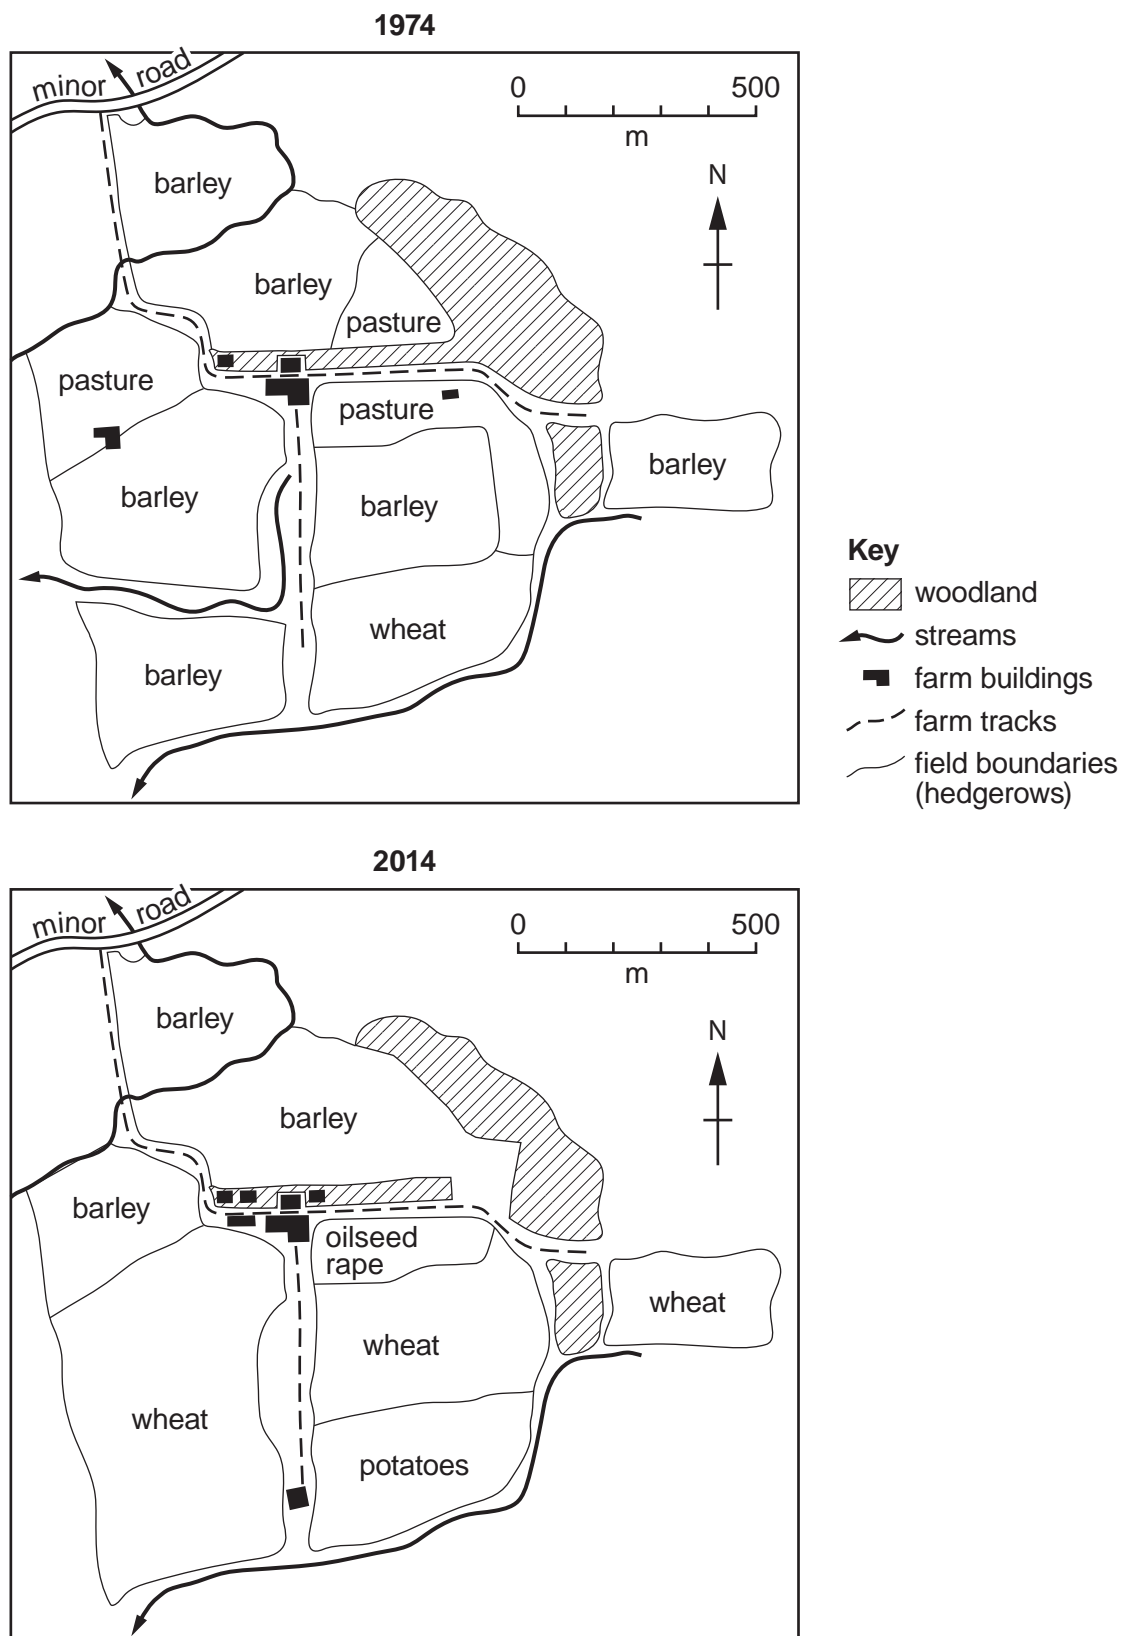 1974
minor road
0 500
m
N
barley
barley
pasture
pasture
pasture
barley
barley
barley
wheat
barley
Key
woodland
streams
farm buildings
farm tracks
field boundaries
(hedgerows)
2014
minor road
0 500
m
N
barley
barley
barley
oilseed
rape
wheat
wheat
wheat
potatoes